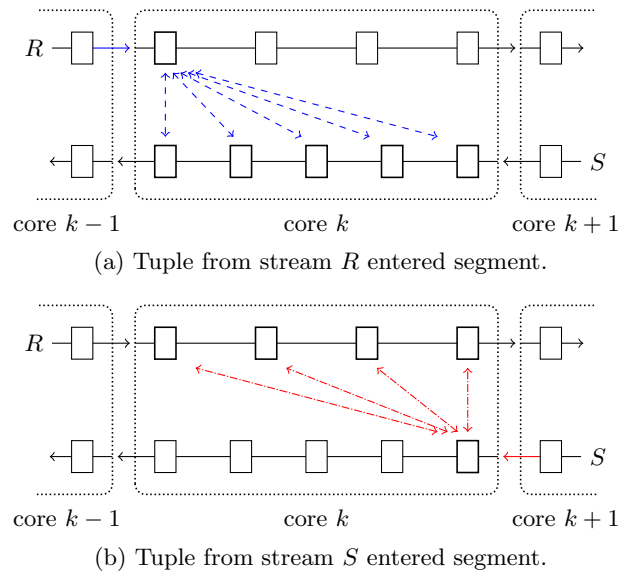 R
S
core k − 1 core k core k + 1
(a) Tuple from stream R entered segment.
R
S
core k − 1 core k core k + 1
(b) Tuple from stream S entered segment.